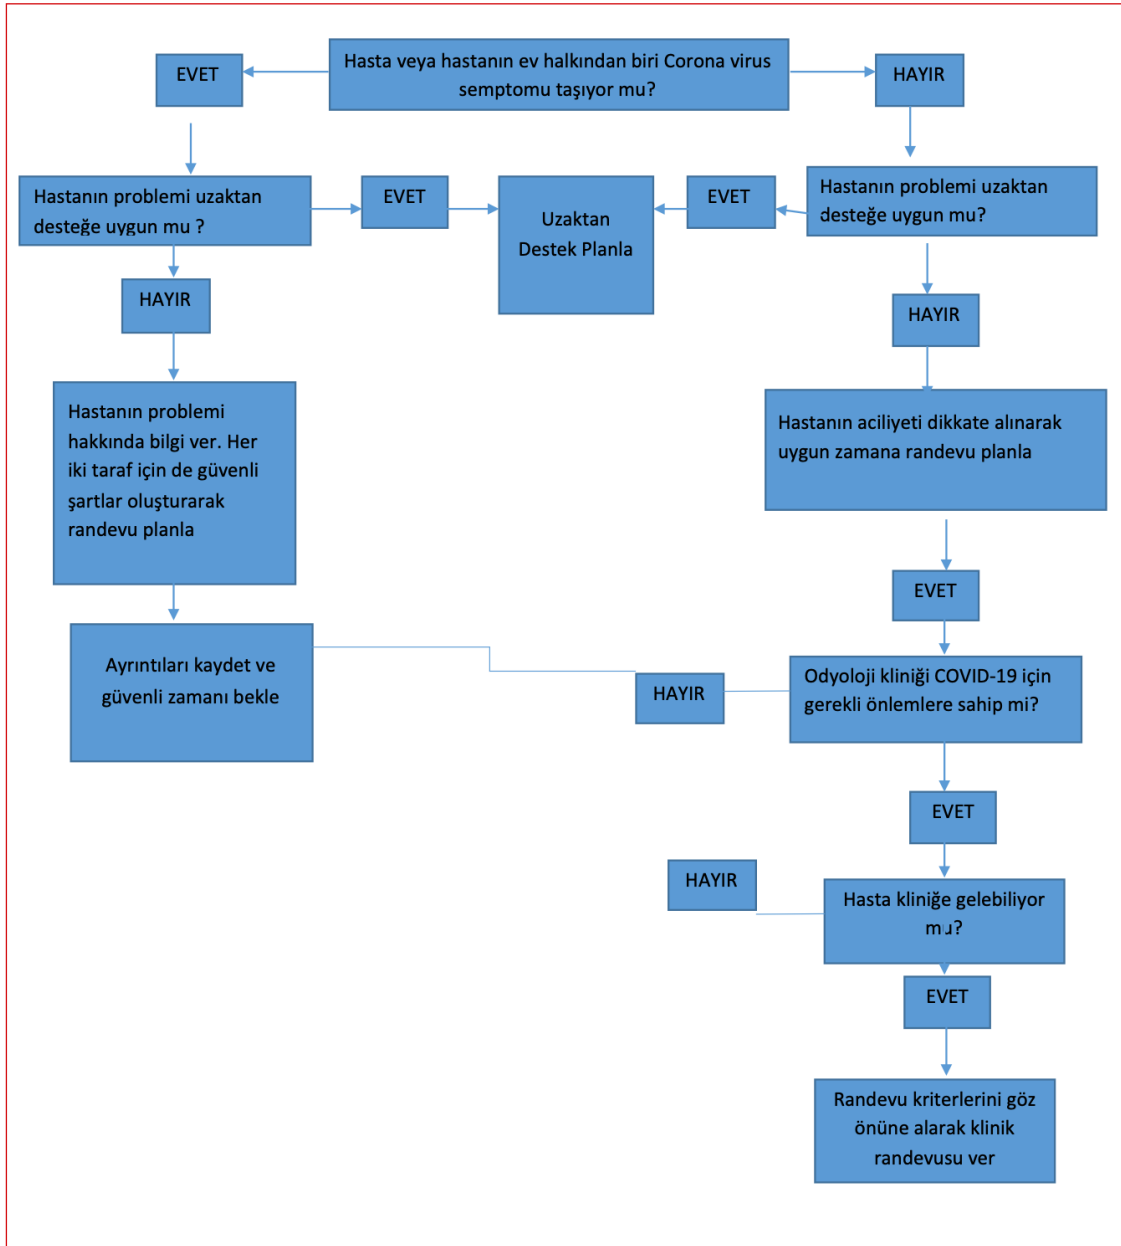 Hasta veya hastanın ev halkından biri Corona virus
semptomu taşıyor mu?
EVET
HAYIR
Hastanın problemi uzaktan
desteğe uygun mu ?
EVET
Uzaktan
Destek Planla
EVET
Hastanın problemi uzaktan
desteğe uygun mu?
HAYIR
HAYIR
Hastanın problemi
hakkında bilgi ver. Her
iki taraf için de güvenli
şartlar oluşturarak
randevu planla
Hastanın aciliyeti dikkate alınarak
uygun zamana randevu planla
EVET
Ayrıntıları kaydet ve
güvenli zamanı bekle
HAYIR
Odyoloji kliniği COVID-19 için
gerekli önlemlere sahip mi?
EVET
HAYIR
Hasta kliniğe gelebiliyor
mu?
EVET
Randevu kriterlerini göz
önüne alarak klinik
randevusu ver